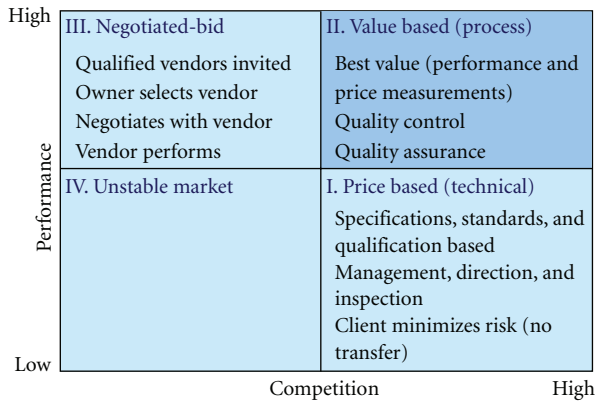 High
III. Negotiated-bid
Qualified vendors invited
Owner selects vendor
Negotiates with vendor
Vendor performs
II. Value based (process)
Best value (performance and
price measurements)
Quality control
Quality assurance
Performance
IV. Unstable market
I. Price based (technical)
Specifications, standards, and
qualification based
Management, direction, and
inspection
Client minimizes risk (no
transfer)
Low
Competition
High